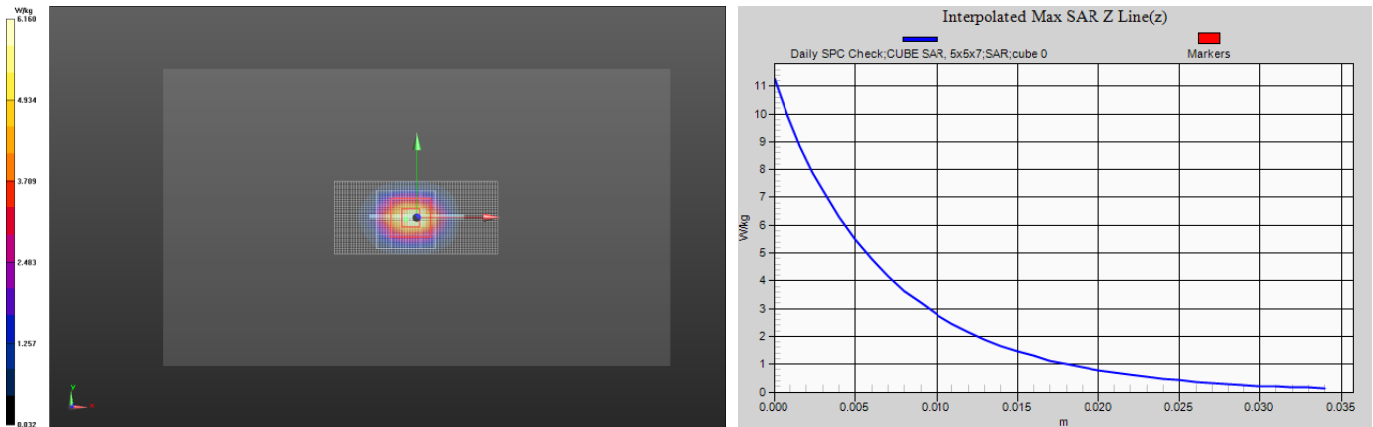 W/kg
6.160
4.934
3.709
2.483
1.257
0.032
Y
X
Interpolated Max SAR Z Line(z)
Daily SPC Check;CUBE SAR, 5x5x7;SAR;cube 0
Markers
11
10
9
8
7
6
5
4
3
2
1
0
W/kg
0.000 0.005 0.010 0.015 0.020 0.025 0.030 0.035
m